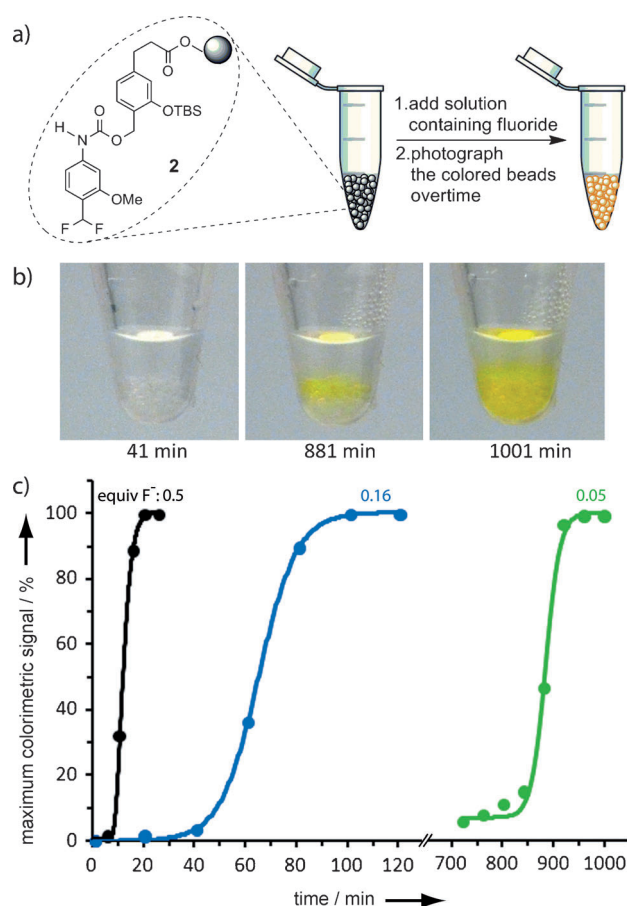 a)
O
O
OTBS
H
N
O
O
2
OMe
F
F
1.add solution
containing fluoride
2.photograph
the colored beads
overtime
b)
41 min
881 min
1001 min
c)
equiv F⁻: 0.5
0.16
0.05
maximum colorimetric signal / %
100
80
60
40
20
0
0
20
40
60
80
100
120
700
800
900
1000
time / min